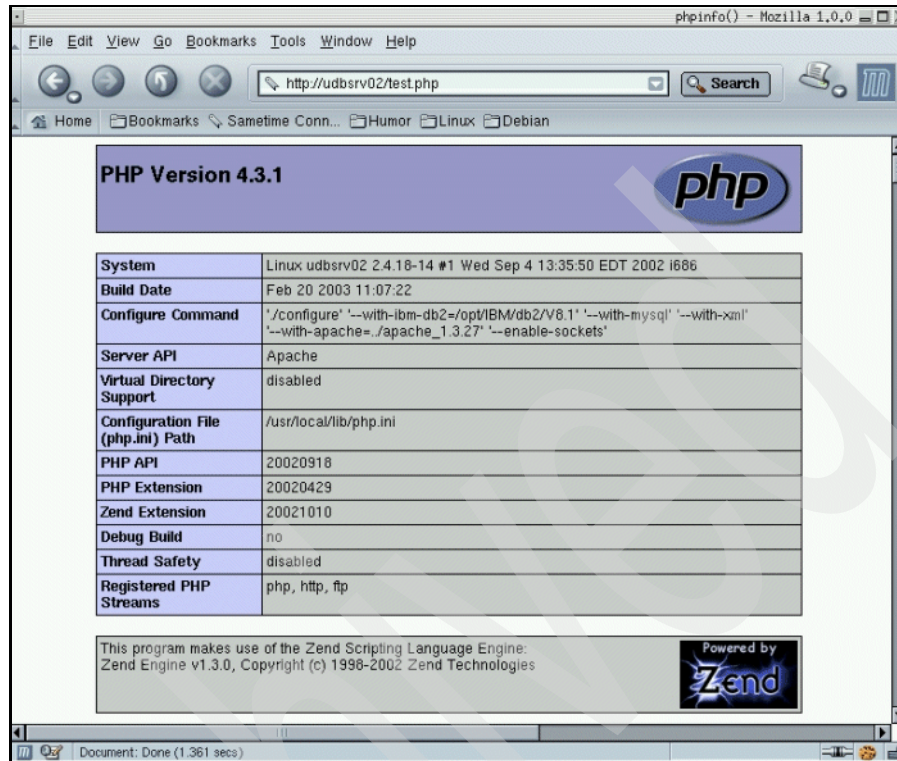 phpinfo() - Mozilla 1.0.0
File Edit View Go Bookmarks Tools Window Help
http://udbsrv02/test.php
Search
Home Bookmarks Sametime Conn... Humor Linux Debian
PHP Version 4.3.1
php
System Linux udbsrv02 2.4.18-14 #1 Wed Sep 4 13:35:50 EDT 2002 i686
Build Date Feb 20 2003 11:07:22
Configure Command './configure' '--with-ibm-db2=/opt/IBM/db2/V8.1' '--with-mysql' '--with-xml'
'--with-apache=../apache_1.3.27' '--enable-sockets'
Server API Apache
Virtual Directory
Support
disabled
Configuration File
(php.ini) Path
/usr/local/lib/php.ini
PHP API 20020918
PHP Extension 20020429
Zend Extension 20021010
Debug Build no
Thread Safety disabled
Registered PHP
Streams
php, http, ftp
This program makes use of the Zend Scripting Language Engine:
Zend Engine v1.3.0, Copyright (c) 1998-2002 Zend Technologies
Powered by
Zend
Document: Done (1.361 secs)